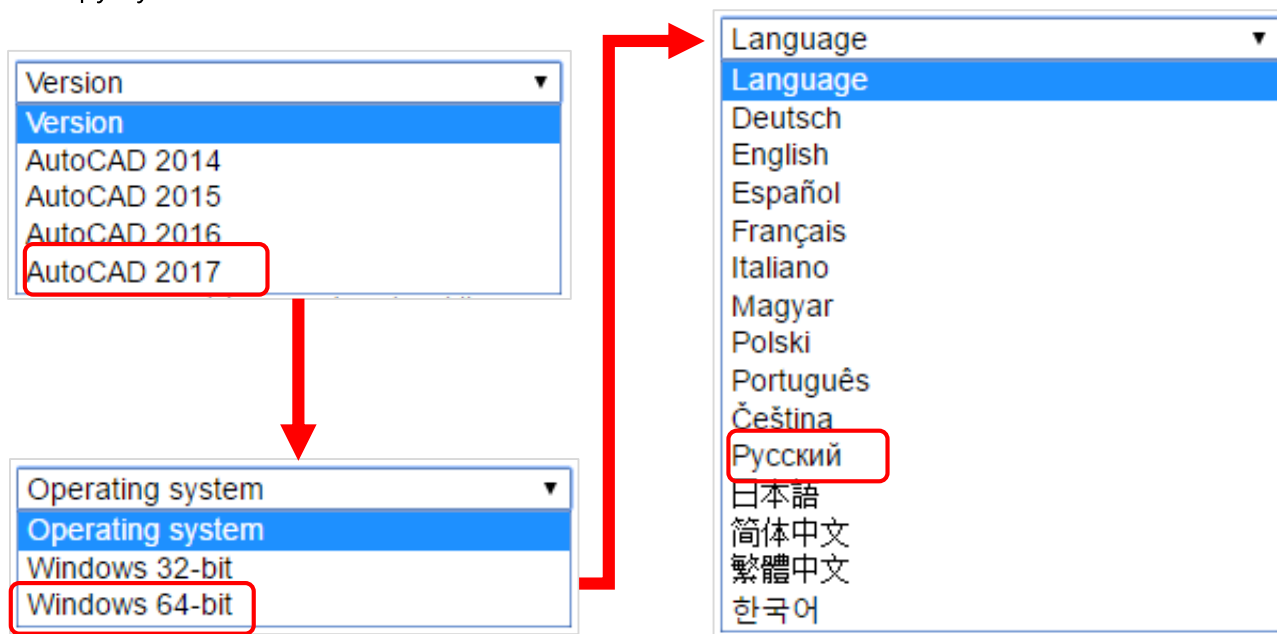 Version
Version
AutoCAD 2014
AutoCAD 2015
AutoCAD 2016
AutoCAD 2017
Operating system
Operating system
Windows 32-bit
Windows 64-bit
Language
Language
Deutsch
English
Español
Français
Italiano
Magyar
Polski
Português
Čeština
Русский
日本語
简体中文
繁體中文
한국어